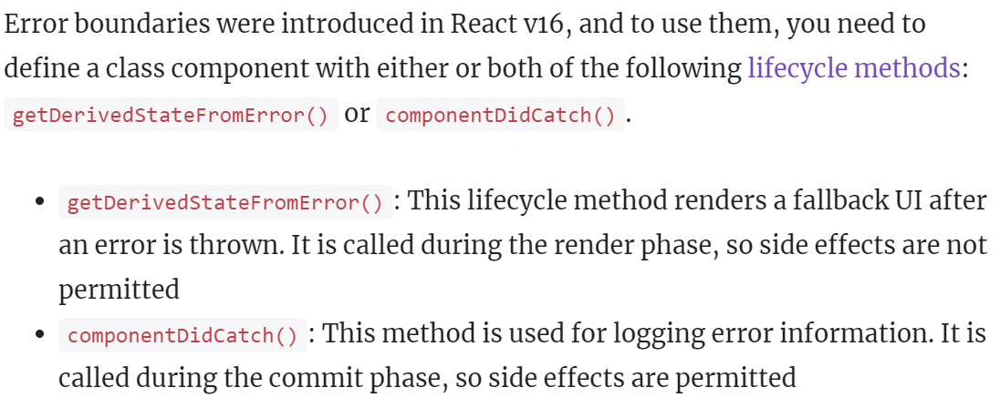 Error boundaries were introduced in React v16, and to use them, you need to
define a class component with either or both of the following lifecycle methods:
getDerivedStateFromError() or componentDidCatch().
• getDerivedStateFromError(): This lifecycle method renders a fallback UI after
an error is thrown. It is called during the render phase, so side effects are not
permitted
• componentDidCatch(): This method is used for logging error information. It is
called during the commit phase, so side effects are permitted